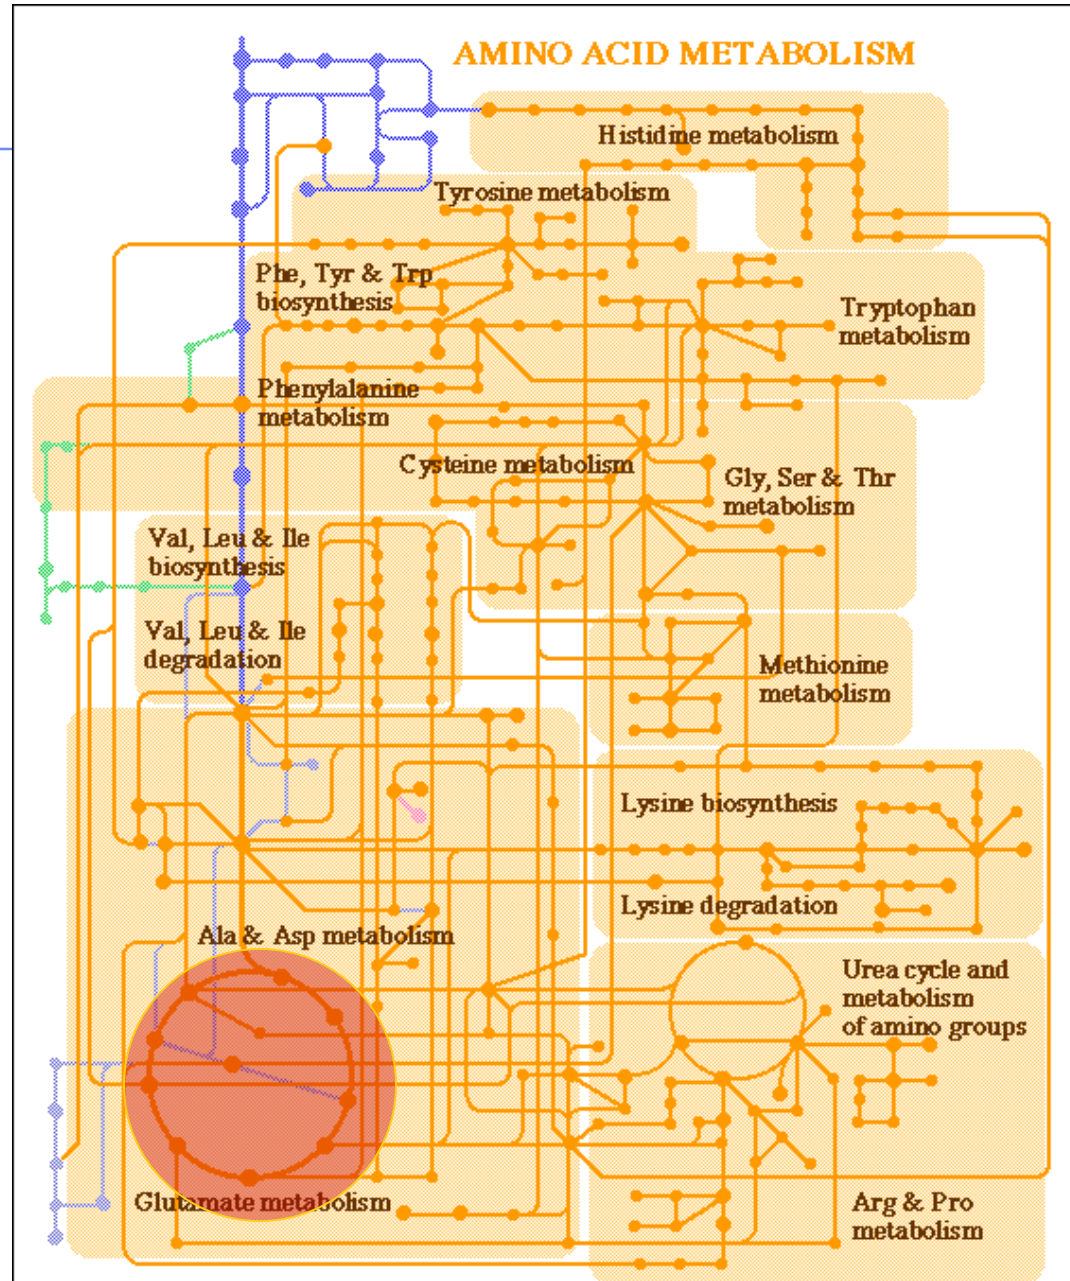 AMINO ACID METABOLISM
Histidine metabolism
Tyrosine metabolism
Phe, Tyr & Trp
biosynthesis
Tryptophan
metabolism
Phenylalanine
metabolism
Cysteine metabolism
Gly, Ser & Thr
metabolism
Val, Leu & Ile
biosynthesis
Val, Leu & Ile
degradation
Methionine
metabolism
Lysine biosynthesis
Lysine degradation
Ala & Asp metabolism
Urea cycle and
metabolism
of amino groups
Glutamate metabolism
Arg & Pro
metabolism